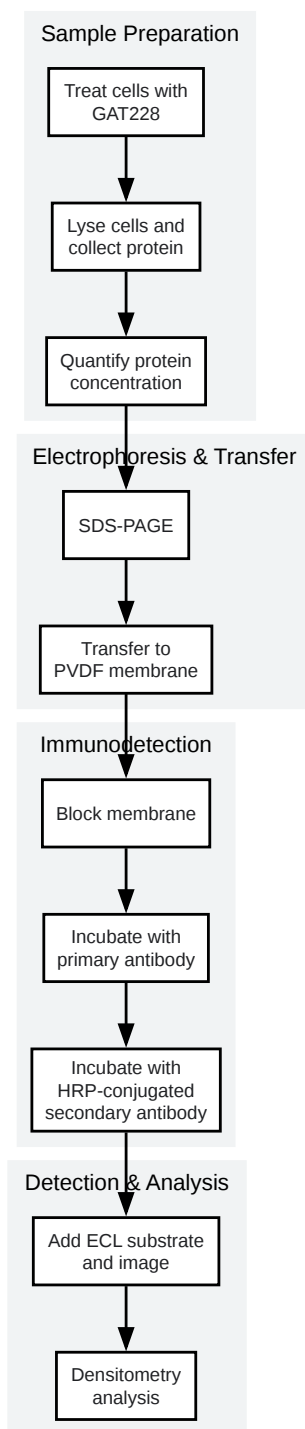 Sample Preparation
Treat cells with
GAT228
Lyse cells and
collect protein
Quantify protein
concentration
Electrophoresis & Transfer
SDS-PAGE
Transfer to
PVDF membrane
Immunodetection
Block membrane
Incubate with
primary antibody
Incubate with
HRP-conjugated
secondary antibody
Detection & Analysis
Add ECL substrate
and image
Densitometry
analysis